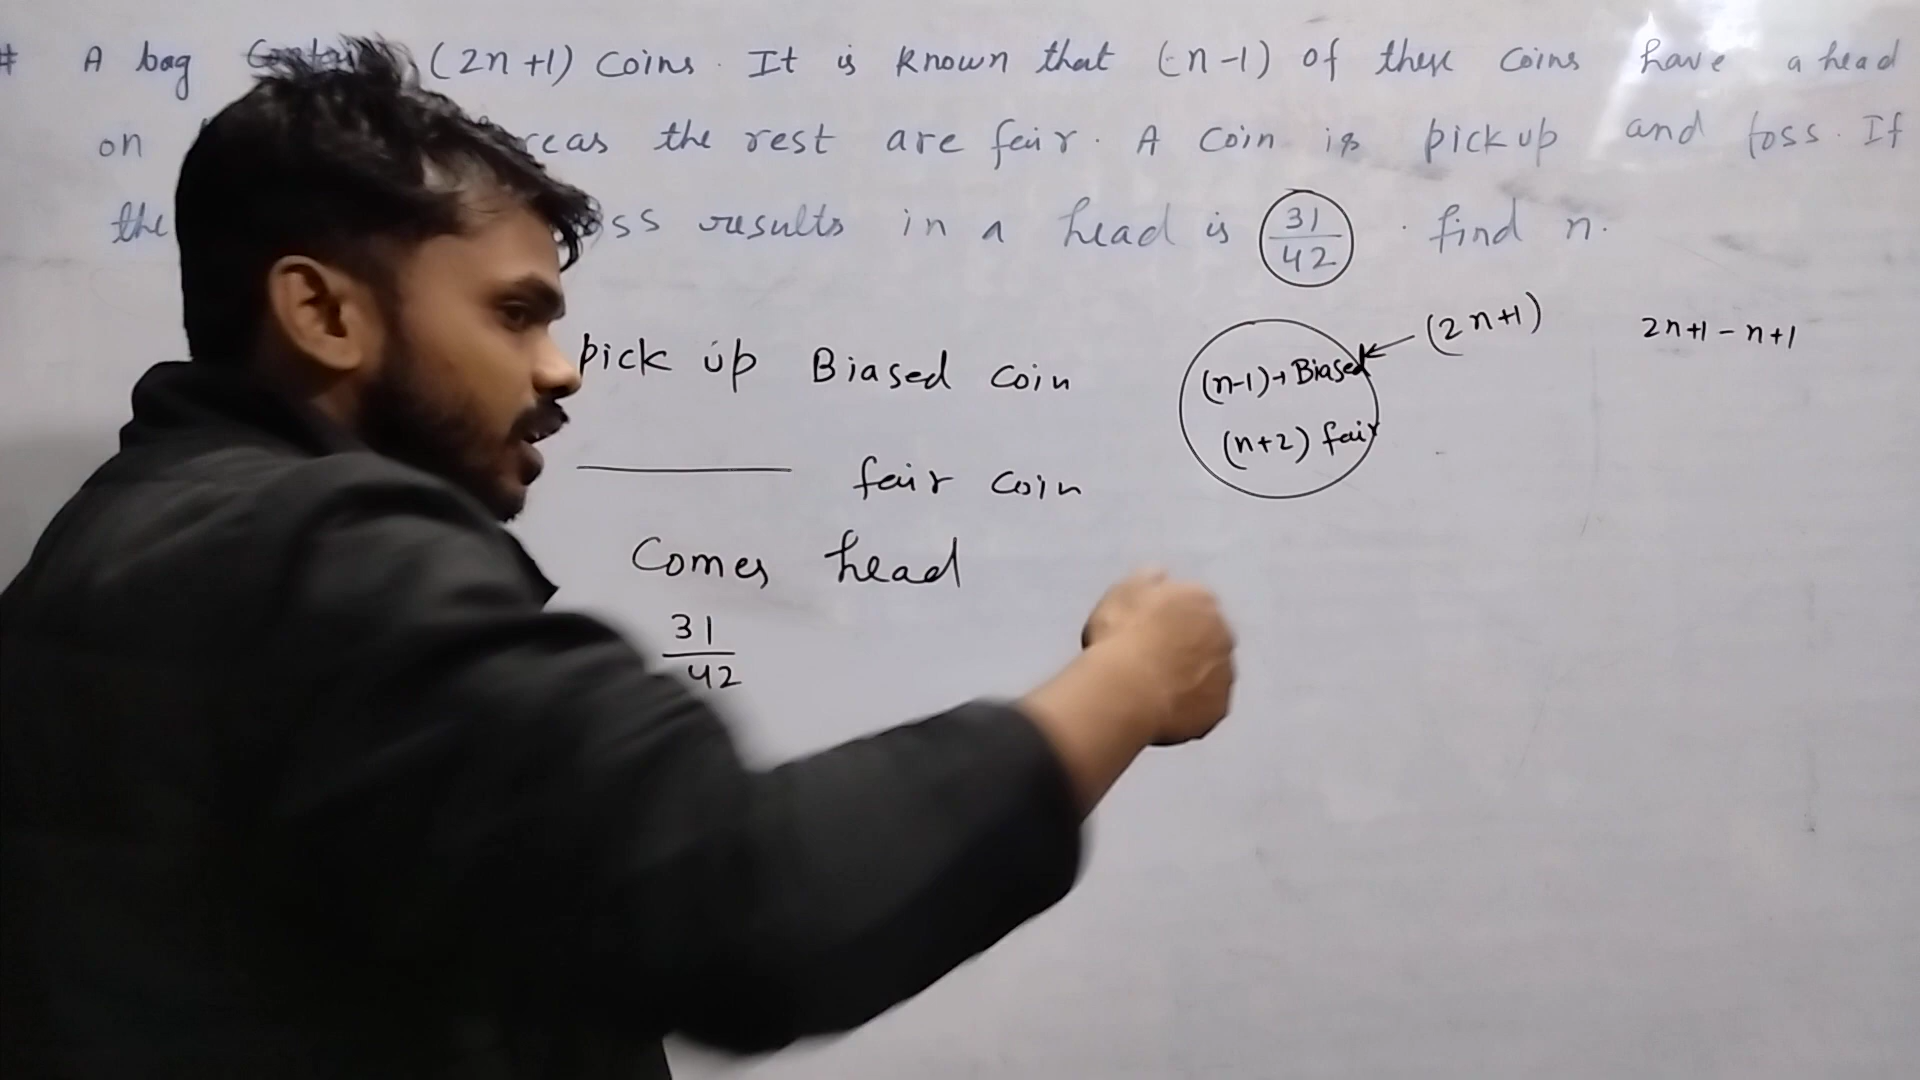 # A bag (2n+1) coins. It is known that (n-1) of these coins have a head
on the rest are fair. A coin is pick up and toss. If
the results in a head is 31/42. find n.
pick up Biased coin
(n-1)→ Biased
(n+2) fair
(2n+1)
2n+1-n+1
fair coin
Comes head
31/42